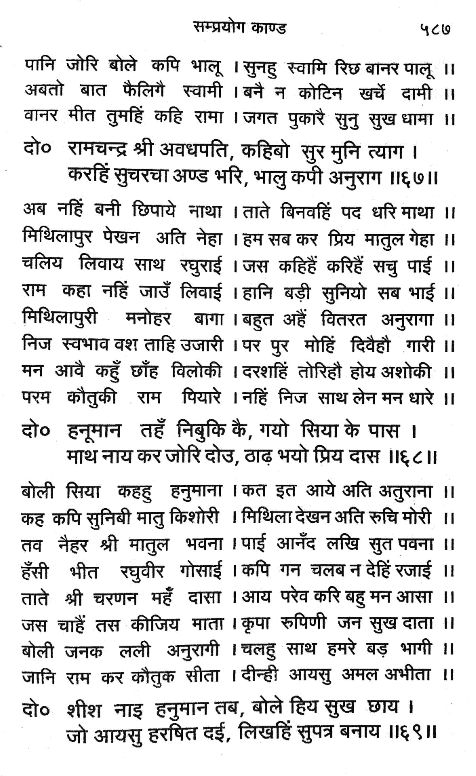 सम्प्रयोग काण्ड ५८७
पानि जोरि बोले कपि भालू । सुनहु स्वामि रिछ बानर पालू ।।
अबतो बात फैलिगै स्वामी । बनै न कोटिन खर्चे दामी ।।
वानर मीत तुमहिं कहि रामा । जगत पुकारै सुनु सुख धामा ।।
दो० रामचन्द्र श्री अवधपति, कहिबो सुर मुनि त्याग ।
करहिं सुचरचा अण्ड भरि, भालु कपी अनुराग ॥६७॥
अब नहिं बनी छिपाये नाथा । ताते बिनवहिं पद धरि माथा ।।
मिथिलापुर पेखन अति नेहा । हम सब कर प्रिय मातुल गेहा ।।
चलिय लिवाय साथ रघुराई । जस कहिहैं करिहैं सचु पाई ।।
राम कहा नहिं जाउँ लिवाई । हानि बड़ी सुनियो सब भाई ।।
मिथिलापुरी मनोहर बागा । बहुत अहैं वितरत अनुरागा ।।
निज स्वभाव वश ताहि उजारी । पर पुर मोहिं दिवैहौ गारी ।।
मन आवै कहुँ छाँह विलोकी । दरशहिं तोरिहौ होय अशोकी ।।
परम कौतुकी राम पियारे । नहिं निज साथ लेन मन धारे ।।
दो० हनूमान तहँ निबुकि कै, गयो सिया के पास ।
माथ नाय कर जोरि दोउ, ठाढ़ भयो प्रिय दास ॥६८॥
बोली सिया कहहु हनुमाना । कत इत आये अति अतुराना ।।
कह कपि सुनिबी मातु किशोरी । मिथिला देखन अति रुचि मोरी ।।
तव नैहर श्री मातुल भवना । पाई आनँद लखि सुत पवना ।।
हँसी भीत रघुवीर गोसाई । कपि गन चलब न देहिं रजाई ।।
ताते श्री चरणन महँ दासा । आय परेव करि बहु मन आसा ।।
जस चाहैं तस कीजिय माता । कृपा रुपिणी जन सुख दाता ।।
बोली जनक लली अनुरागी । चलहु साथ हमरे बड़ भागी ।।
जानि राम कर कौतुक सीता । दीन्ही आयसु अमल अभीता ।।
दो० शीश नाइ हनुमान तब, बोले हिय सुख छाय ।
जो आयसु हरषित दई, लिखहिं सुपत्र बनाय ॥६९॥